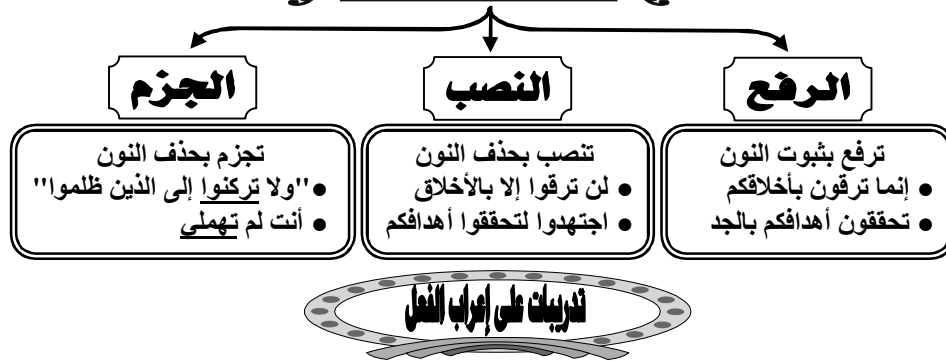 الرفع
ترفع بثبوت النون
● إنما ترقون بأخلاقكم
● تحققون أهدافكم بالجد
النصب
تنصب بحذف النون
● لن ترقوا إلا بالأخلاق
● اجتهدوا لتحققوا أهدافكم
الجزم
تجزم بحذف النون
● "ولا تركنوا إلى الذين ظلموا"
● أنت لم تهملي
تدريبات على إعراب الفعل